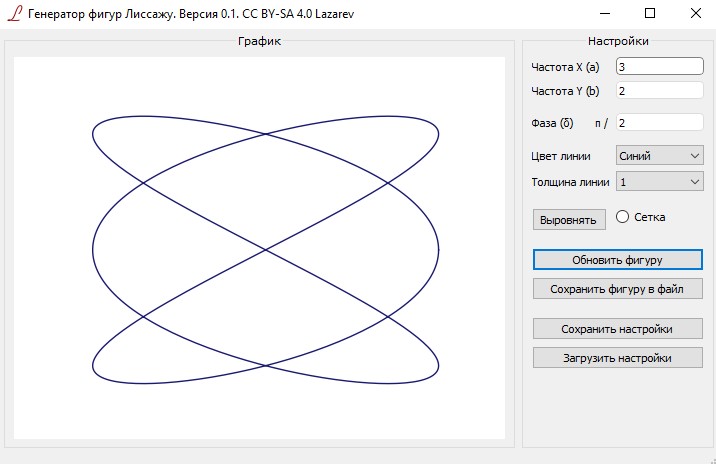 Генератор фигур Лиссажу. Версия 0.1. CC BY-SA 4.0 Lazarev
График
Настройки
Частота X (a) 3
Частота Y (b) 2
Фаза (δ) п / 2
Цвет линии Синий
Толщина линии 1
Выровнять Сетка
Обновить фигуру
Сохранить фигуру в файл
Сохранить настройки
Загрузить настройки